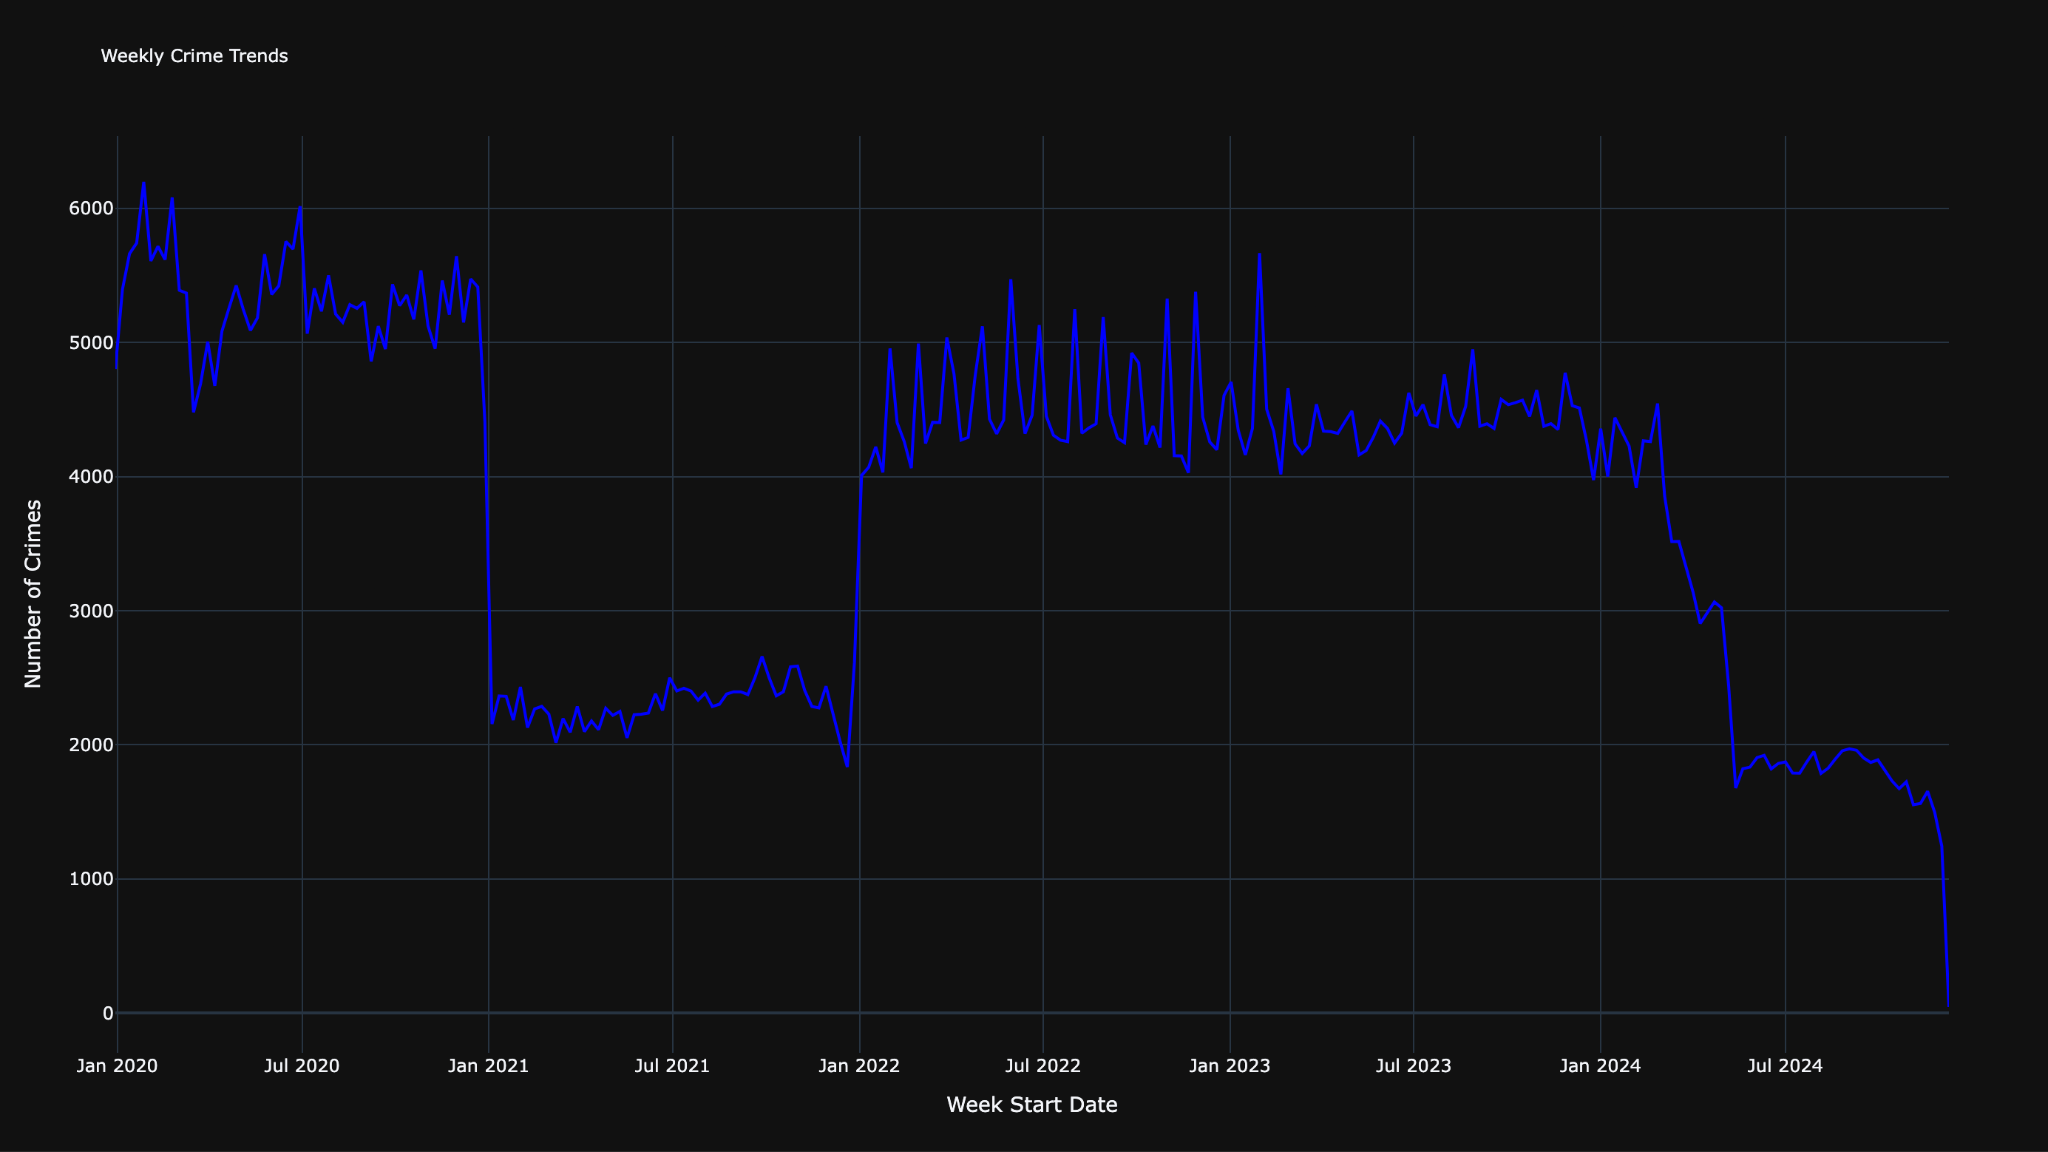 Weekly Crime Trends
6000
5000
4000
3000
2000
1000
0
Number of Crimes
Jan 2020 Jul 2020 Jan 2021 Jul 2021 Jan 2022 Jul 2022 Jan 2023 Jul 2023 Jan 2024 Jul 2024
Week Start Date